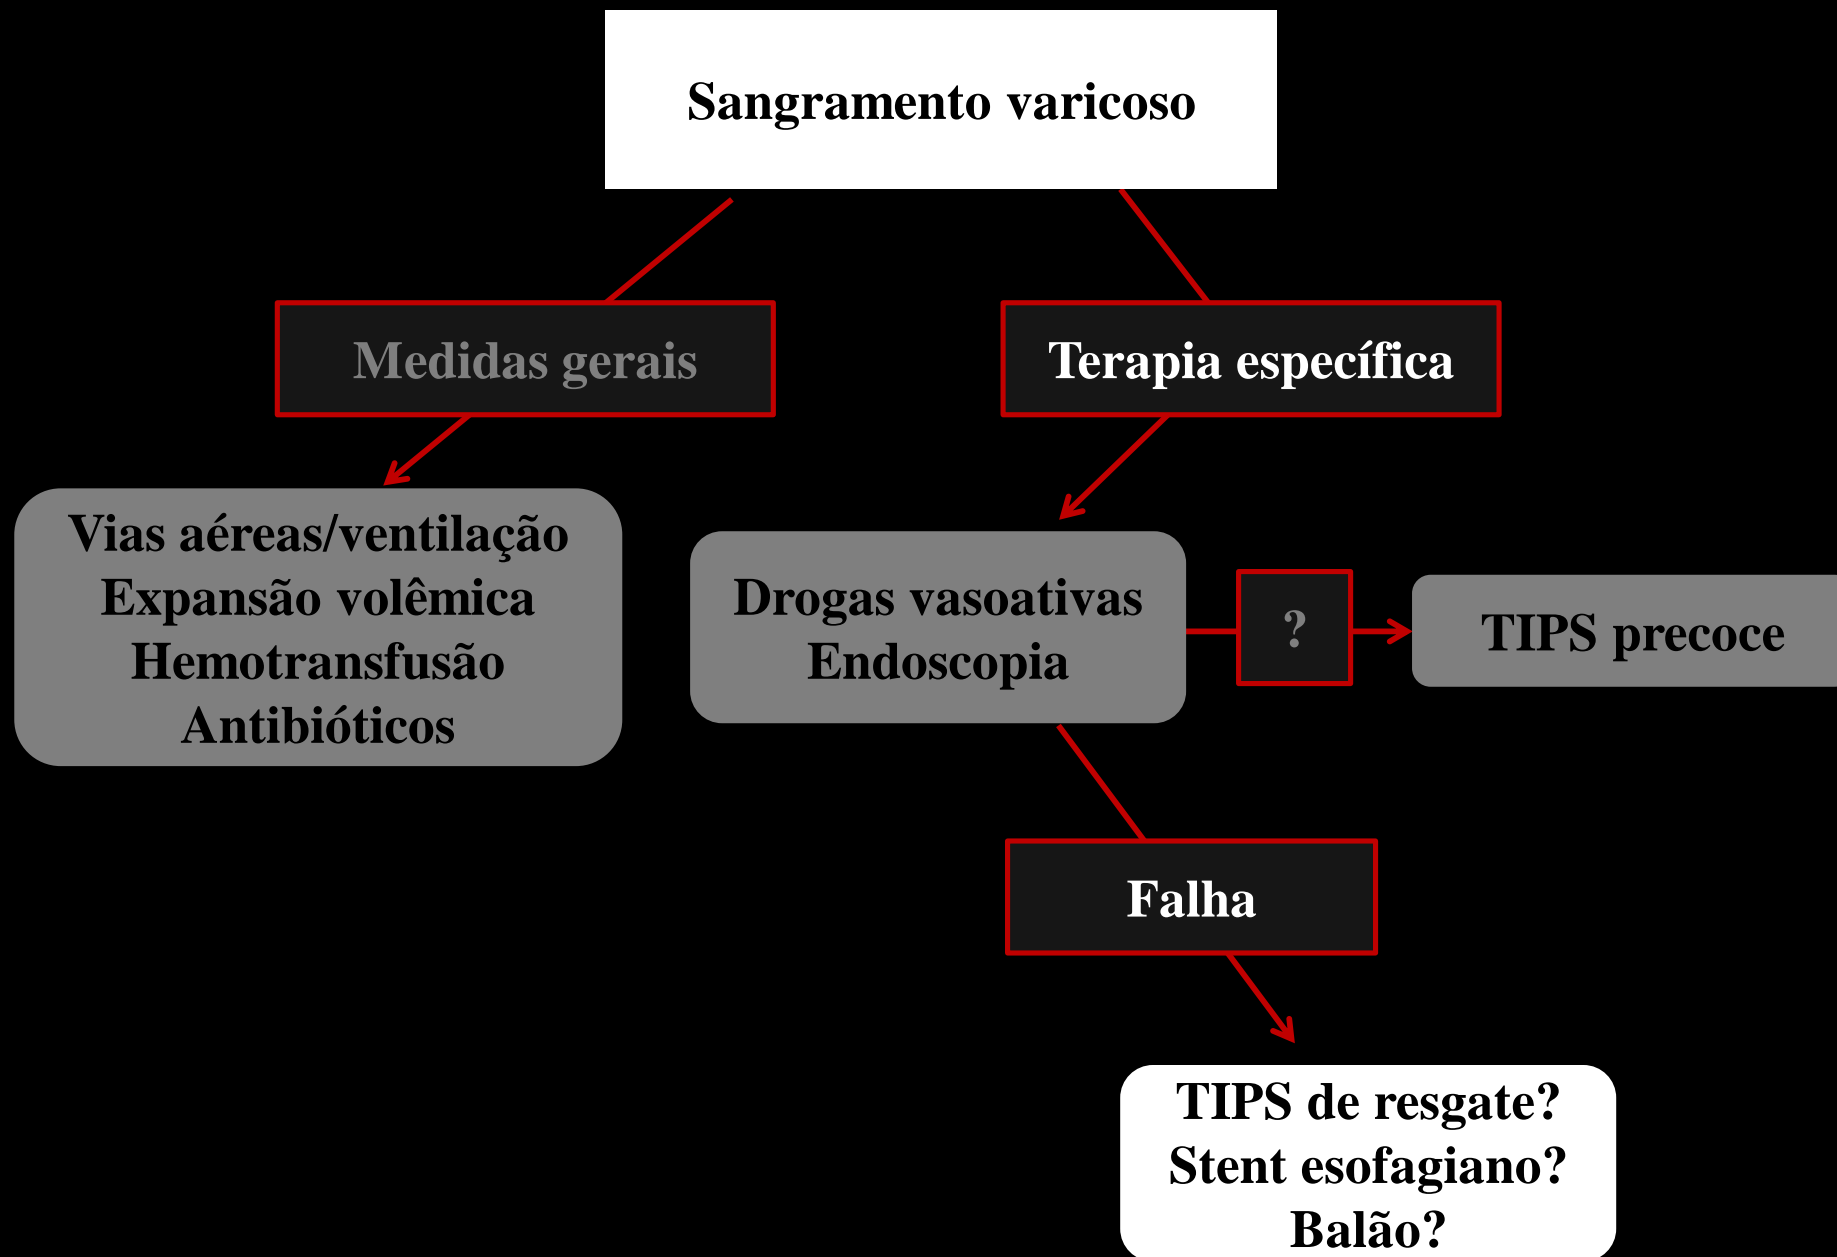 Sangramento varicoso
Medidas gerais
Terapia específica
Vias aéreas/ventilação
Expansão volêmica
Hemotransfusão
Antibióticos
Drogas vasoativas
Endoscopia
?
TIPS precoce
Falha
TIPS de resgate?
Stent esofagiano?
Balão?